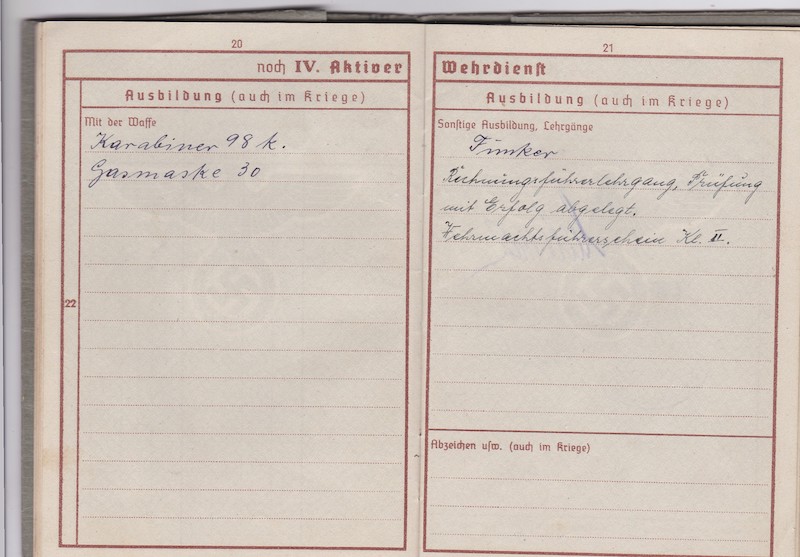 20
noch IV. Aktiver
Ausbildung (auch im Kriege)
Mit der Waffe
Karabiner 98 k.
Gasmaske 30
22
21
Wehrdienst
Ausbildung (auch im Kriege)
Sonstige Ausbildung, Lehrgänge
Funker
Rechnungsführerlehrgang, Prüfung
mit Erfolg abgelegt.
Wehrmachtsführerschein Kl. II.
Abzeichen usw. (auch im Kriege)